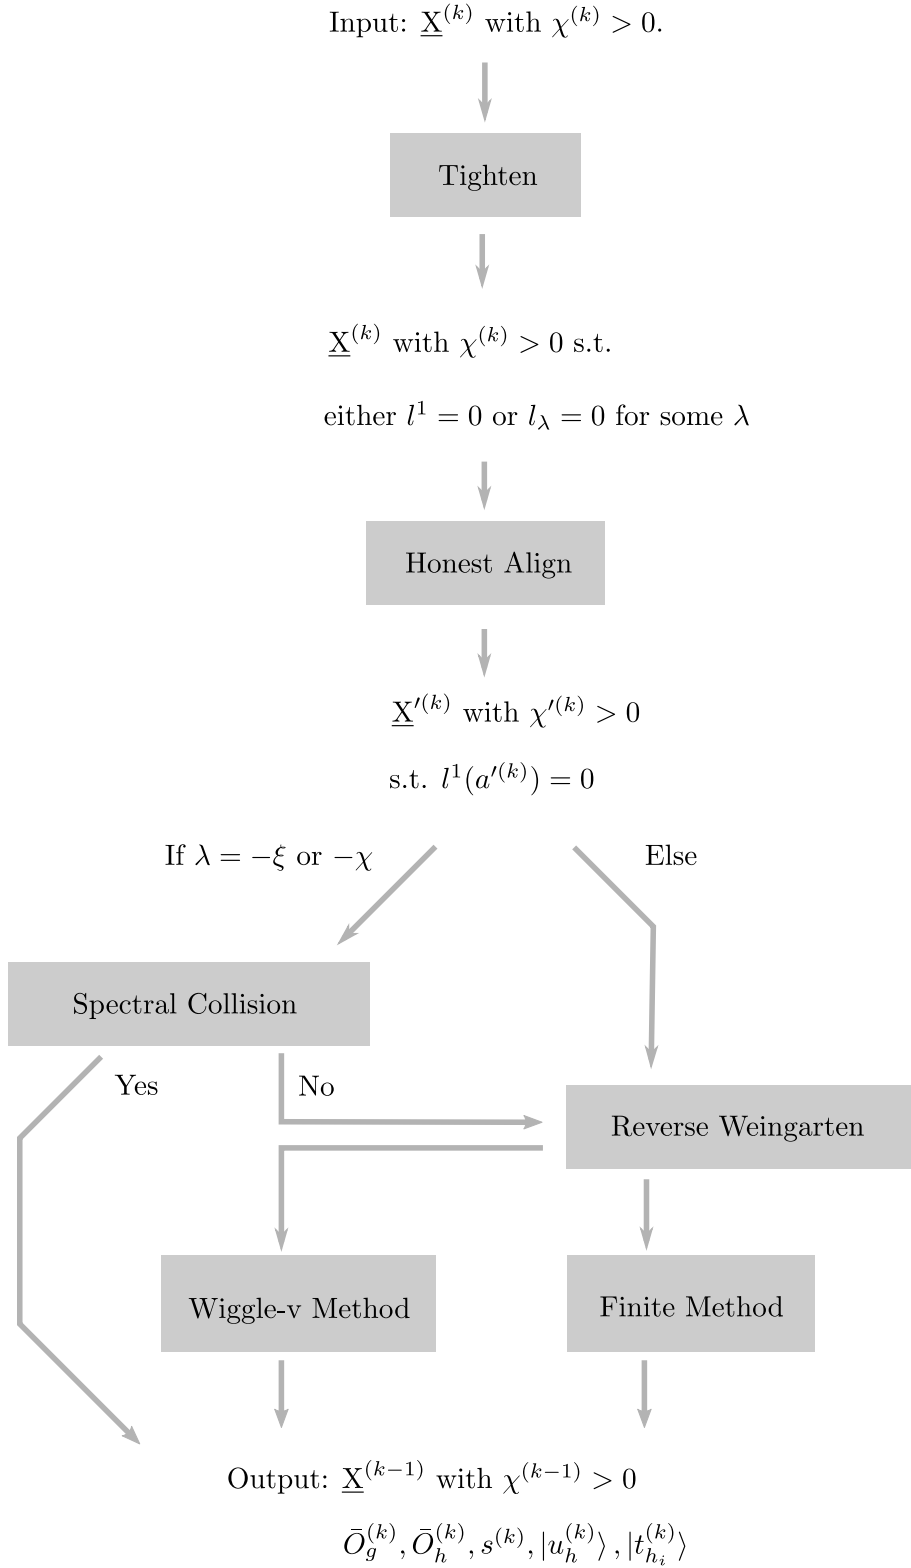 Input: X̲^(k) with χ^(k) > 0.
Tighten
X̲^(k) with χ^(k) > 0 s.t.
either l^1 = 0 or l_λ = 0 for some λ
Honest Align
X̲′^(k) with χ′^(k) > 0
s.t. l^1(a′^(k)) = 0
If λ = −ξ or −χ
Else
Spectral Collision
Yes
No
Reverse Weingarten
Wiggle-v Method
Finite Method
Output: X̲^(k−1) with χ^(k−1) > 0
Ō_g^(k), Ō_h^(k), s^(k), |u_h^(k)⟩, |t_{h_i}^(k)⟩